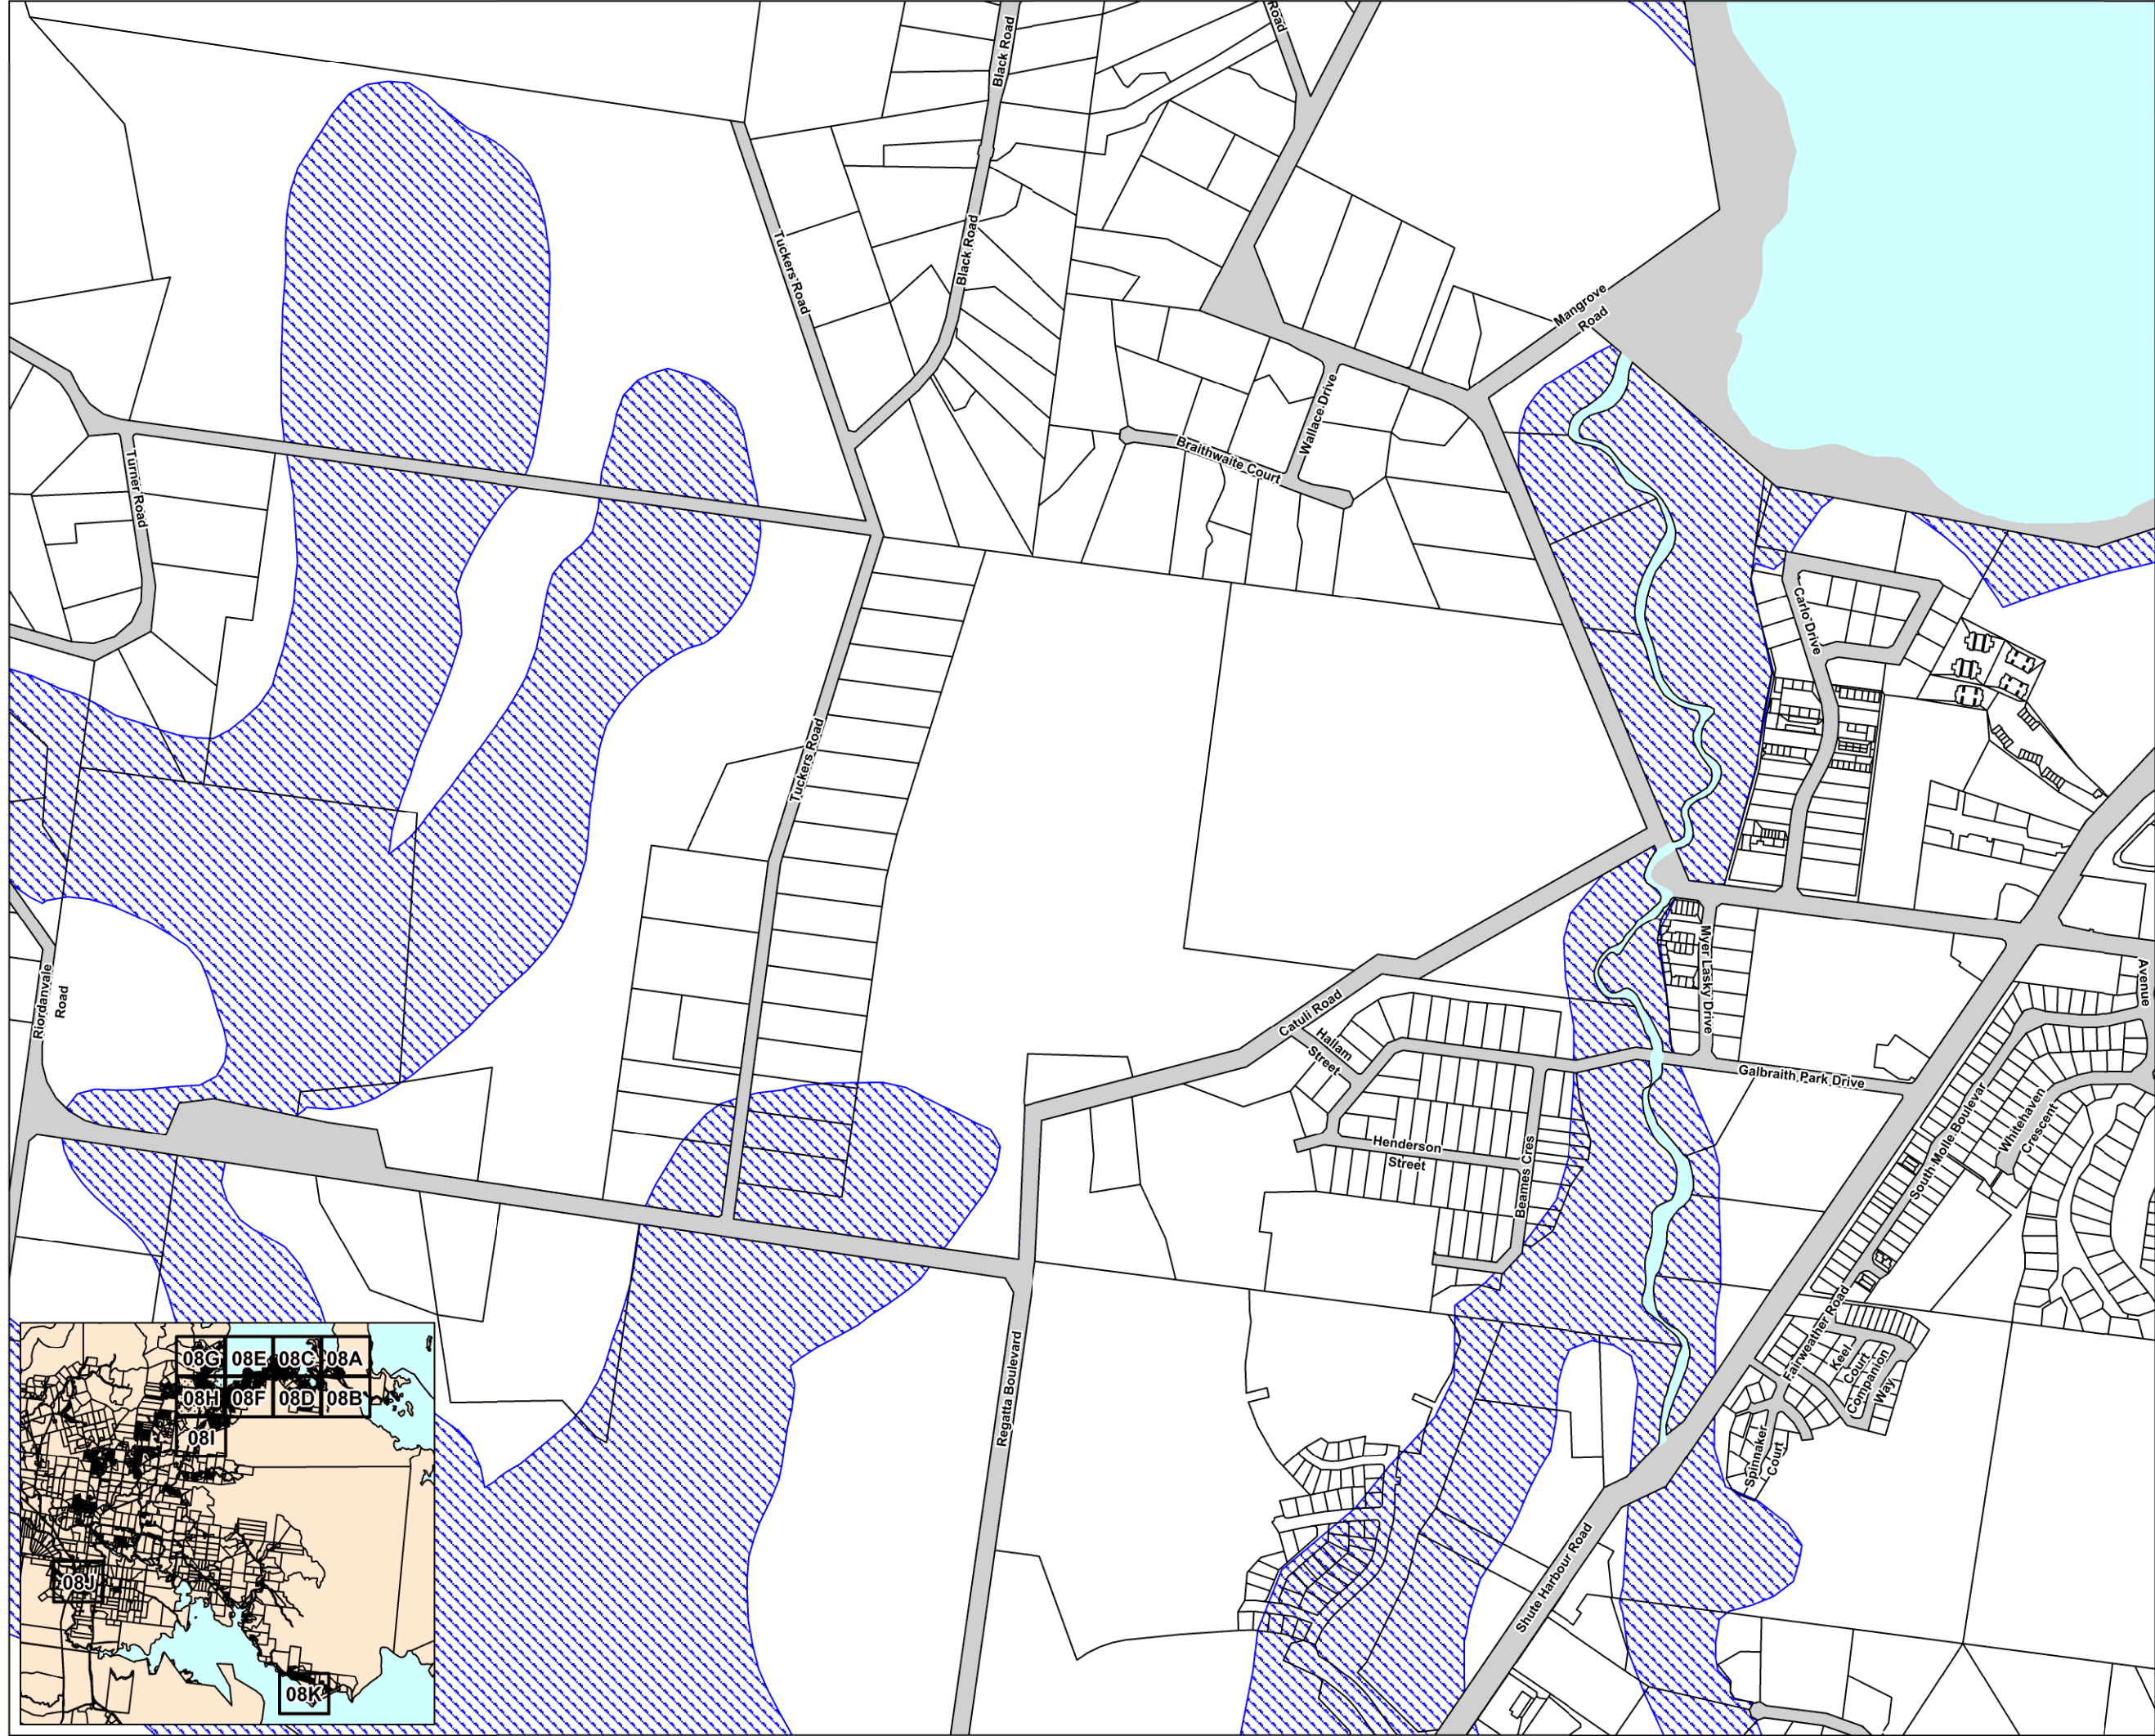 Road
Black Road
Black Road
Tuckers Road
Mangrove
Road
Wallace Drive
Braithwaite Court
Turner Road
Carlo Drive
Tuckers Road
Riordanvale
Road
Myer Lasky Drive
Avenue
Catuli Road
Hallam
Street
Galbraith Park Drive
Whitehaven
Crescent
South Molle Boulevar
Henderson
Street
Beames Cres
Regatta Boulevard
Fairweather Road
Keel
Court
Companion
Way
Spinnaker
Court
Shute Harbour Road
08G 08E 08C 08A
08H 08F 08D 08B
08I
08J
08K